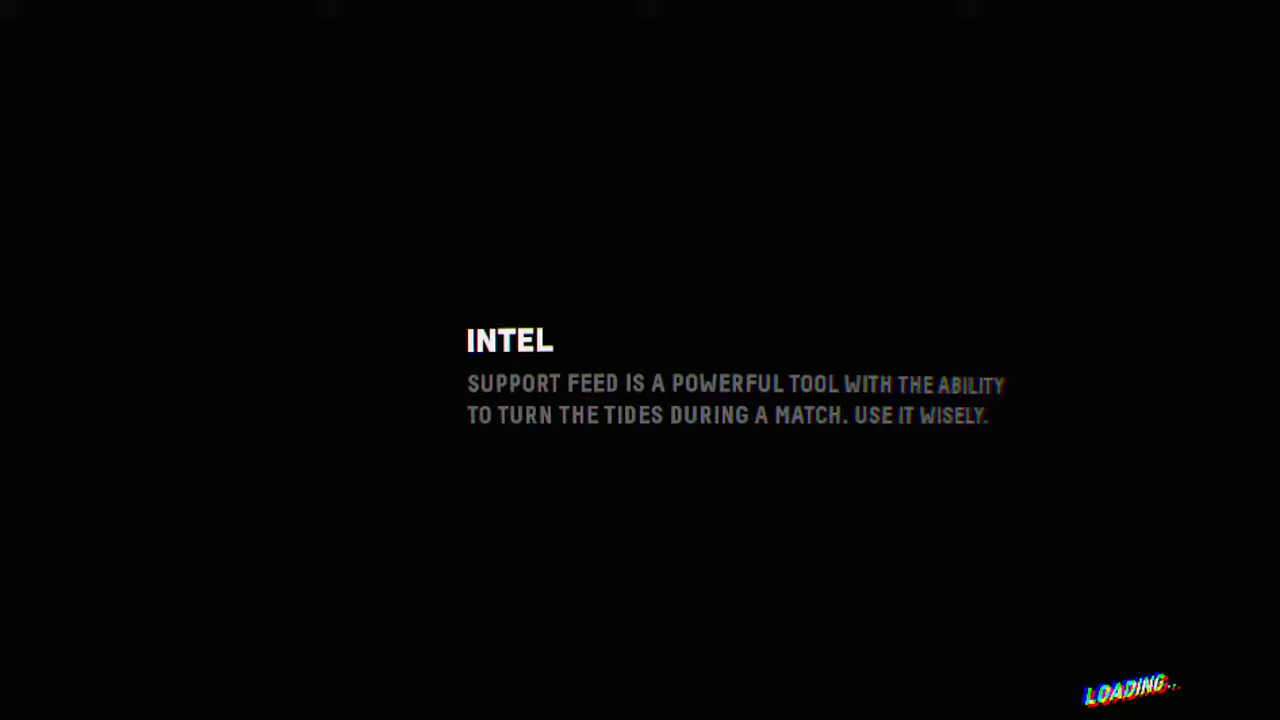 INTEL
SUPPORT FEED IS A POWERFUL TOOL WITH THE ABILITY
TO TURN THE TIDES DURING A MATCH. USE IT WISELY.
LOADING..